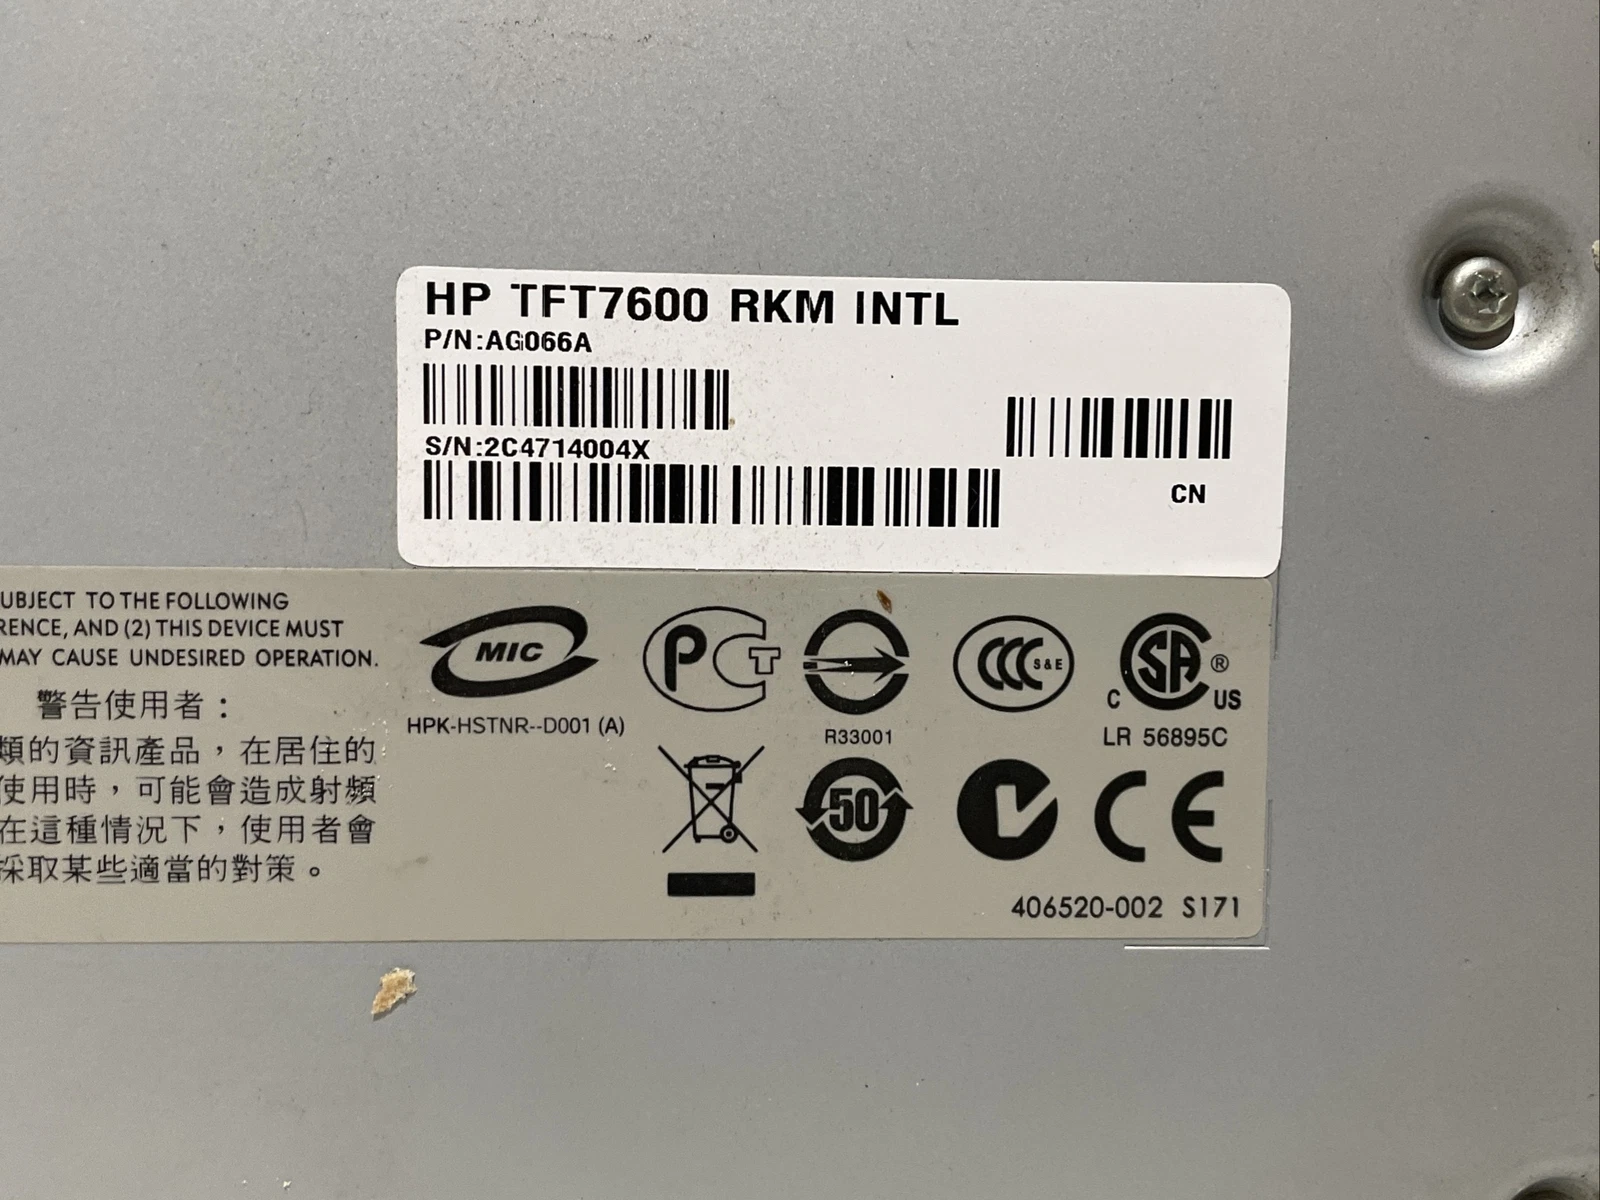 HP TFT7600 RKM INTL
P/N:AG066A
S/N:2C4714004X
CN
UBJECT TO THE FOLLOWING
RENCE, AND (2) THIS DEVICE MUST
MAY CAUSE UNDESIRED OPERATION.
警告使用者：
類的資訊產品，在居住的
使用時，可能會造成射頻
在這種情況下，使用者會
採取某些適當的對策。
MIC
HPK-HSTNR--D001 (A)
PCT
R33001
CCC S&E
C SA ® US
LR 56895C
50
CE
406520-002 S171